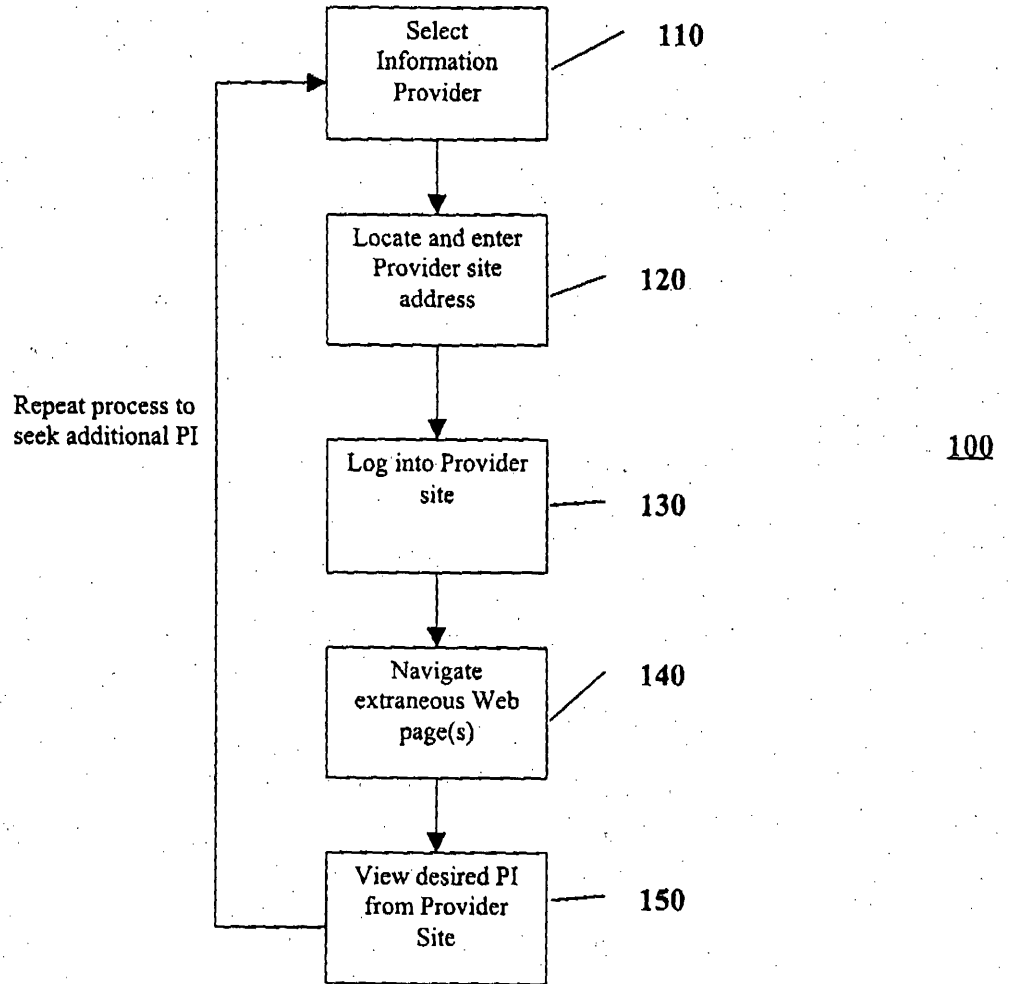 Select
Information
Provider
110
Locate and enter
Provider site
address
120
Repeat process to
seek additional PI
Log into Provider
site
130
100
Navigate
extraneous Web
page(s)
140
View desired PI
from Provider
Site
150